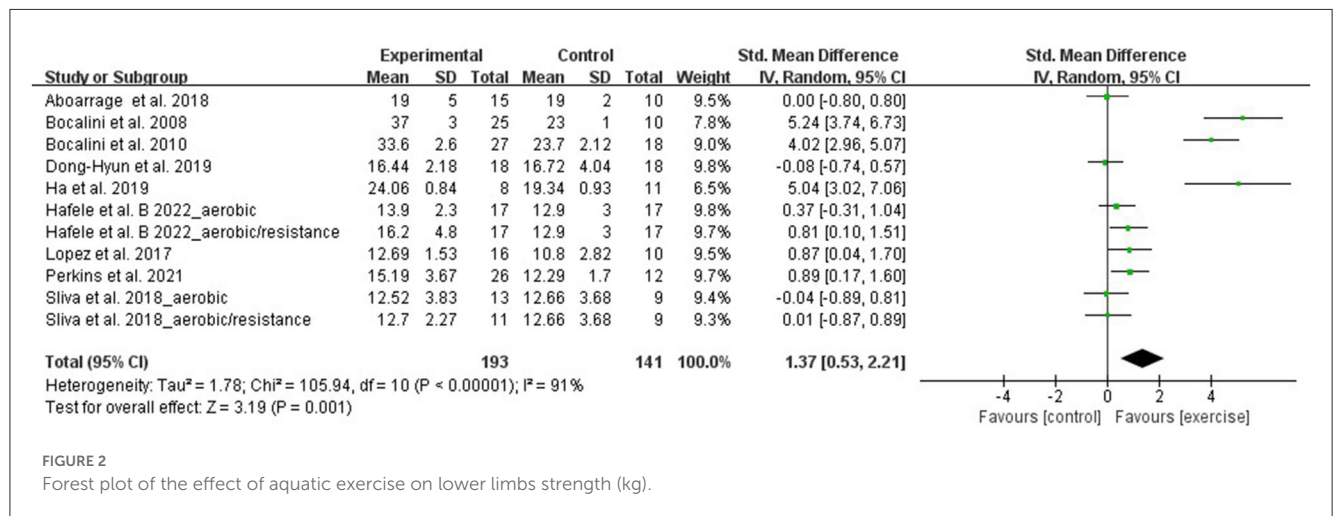 Experimental Control Std. Mean Difference Std. Mean Difference
Study or Subgroup Mean SD Total Mean SD Total Weight IV, Random, 95% CI IV, Random, 95% CI
Aboarrage et al. 2018 19 5 15 19 2 10 9.5% 0.00 [-0.80, 0.80]
Bocalini et al. 2008 37 3 25 23 1 10 7.8% 5.24 [3.74, 6.73]
Bocalini et al. 2010 33.6 2.6 27 23.7 2.12 18 9.0% 4.02 [2.96, 5.07]
Dong-Hyun et al. 2019 16.44 2.18 18 16.72 4.04 18 9.8% -0.08 [-0.74, 0.57]
Ha et al. 2019 24.06 0.84 8 19.34 0.93 11 6.5% 5.04 [3.02, 7.06]
Hafele et al. B 2022_aerobic 13.9 2.3 17 12.9 3 17 9.8% 0.37 [-0.31, 1.04]
Hafele et al. B 2022_aerobic/resistance 16.2 4.8 17 12.9 3 17 9.7% 0.81 [0.10, 1.51]
Lopez et al. 2017 12.69 1.53 16 10.8 2.82 10 9.4% 0.87 [0.04, 1.70]
Perkins et al. 2021 15.19 3.67 26 12.29 1.7 12 9.7% 0.89 [0.17, 1.60]
Sliva et al. 2018_aerobic 12.52 3.83 13 12.66 3.68 9 9.4% -0.04 [-0.89, 0.81]
Sliva et al. 2018_aerobic/resistance 12.7 2.27 11 12.66 3.68 9 9.3% 0.01 [-0.87, 0.89]
Total (95% CI) 193 141 100.0% 1.37 [0.53, 2.21]
Heterogeneity: Tau² = 1.78; Chi² = 105.94, df = 10 (P < 0.00001); I² = 91%
Test for overall effect: Z = 3.19 (P = 0.001)
-4 -2 0 2 4
Favours [control] Favours [exercise]
FIGURE 2
Forest plot of the effect of aquatic exercise on lower limbs strength (kg).